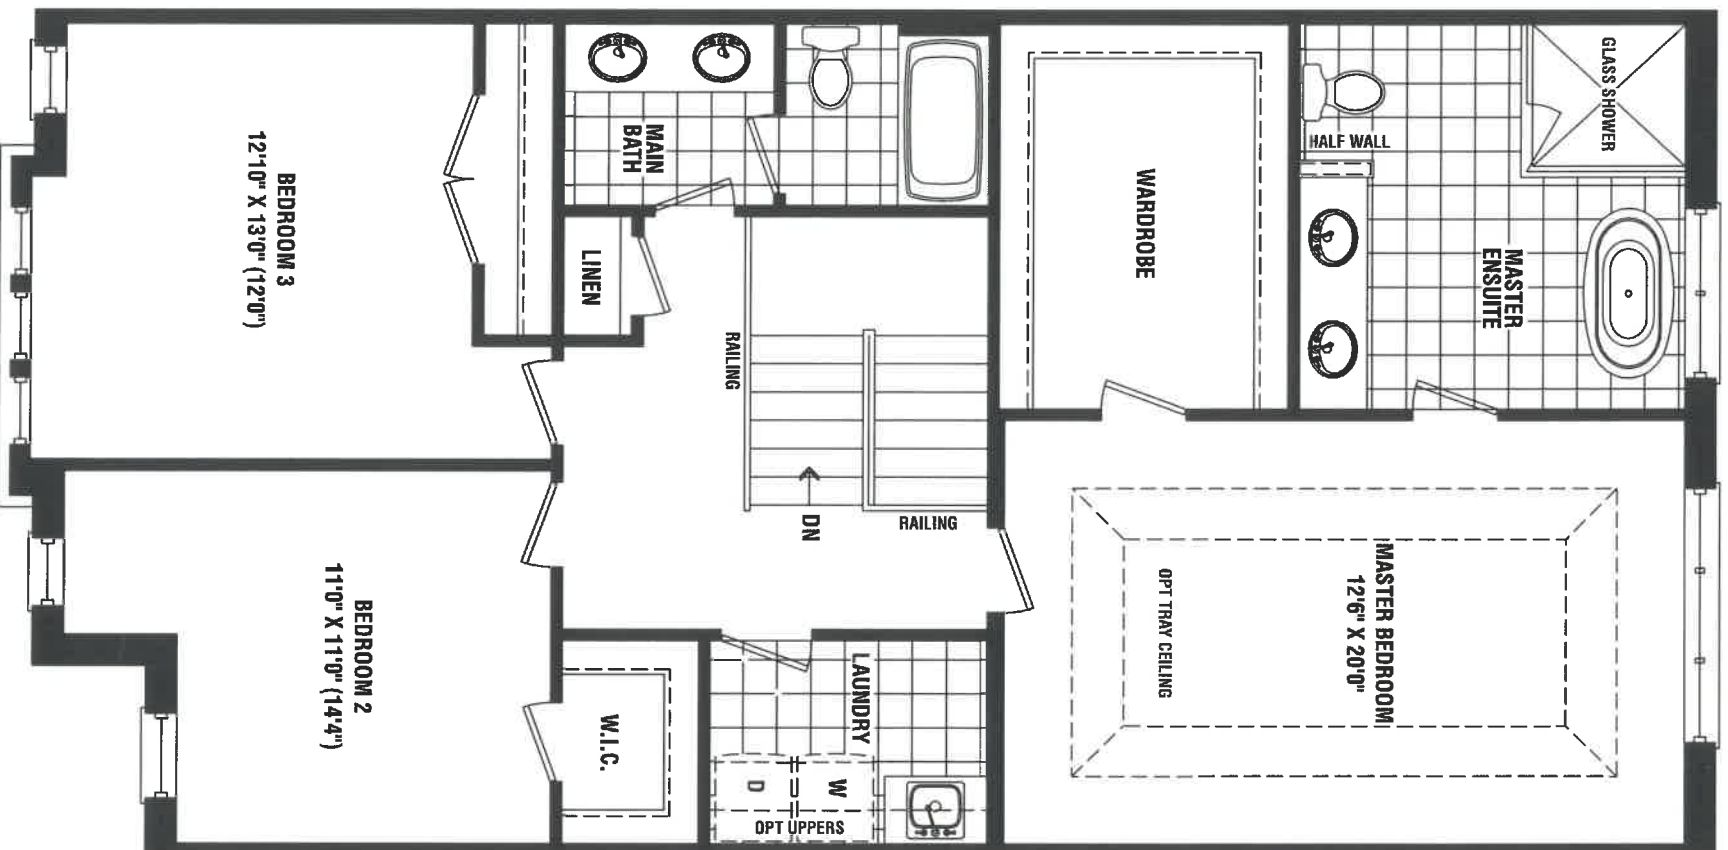 GLASS SHOWER
HALF WALL
MASTER
ENSUITE
WARDROBE
MAIN
BATH
LINEN
BEDROOM 3
12'10" X 13'0" (12'0")
RAILING
RAILING
DN
MASTER BEDROOM
12'6" X 20'0"
OPT TRAY CEILING
LAUNDRY
W
D
OPT UPPERS
W.I.C.
BEDROOM 2
11'0" X 11'0" (14'4")